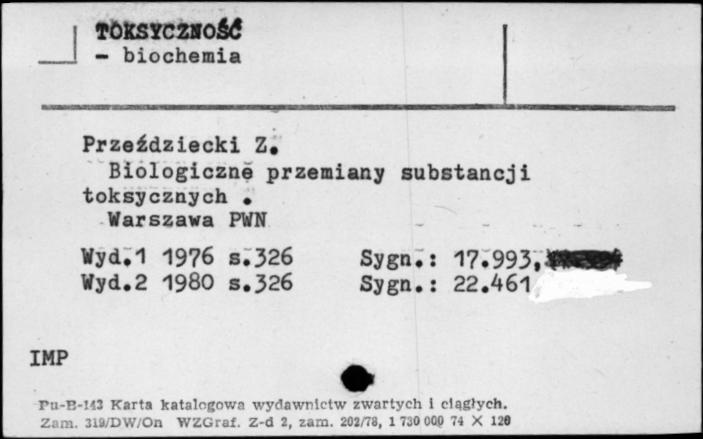 TOKSYCZNOŚĆ
- biochemia
Przeździecki Z.
Biologiczne przemiany substancji
toksycznych .
Warszawa PWN
Wyd.1 1976 s.326 Sygn.: 17.993,
Wyd.2 1980 s.326 Sygn.: 22.461
IMP
Pu-B-143 Karta katalogowa wydawnictw zwartych i ciągłych.
Zam. 319/DW/On WZGraf. Z-d 2, zam. 202/78, 1 730 000 74 X 126